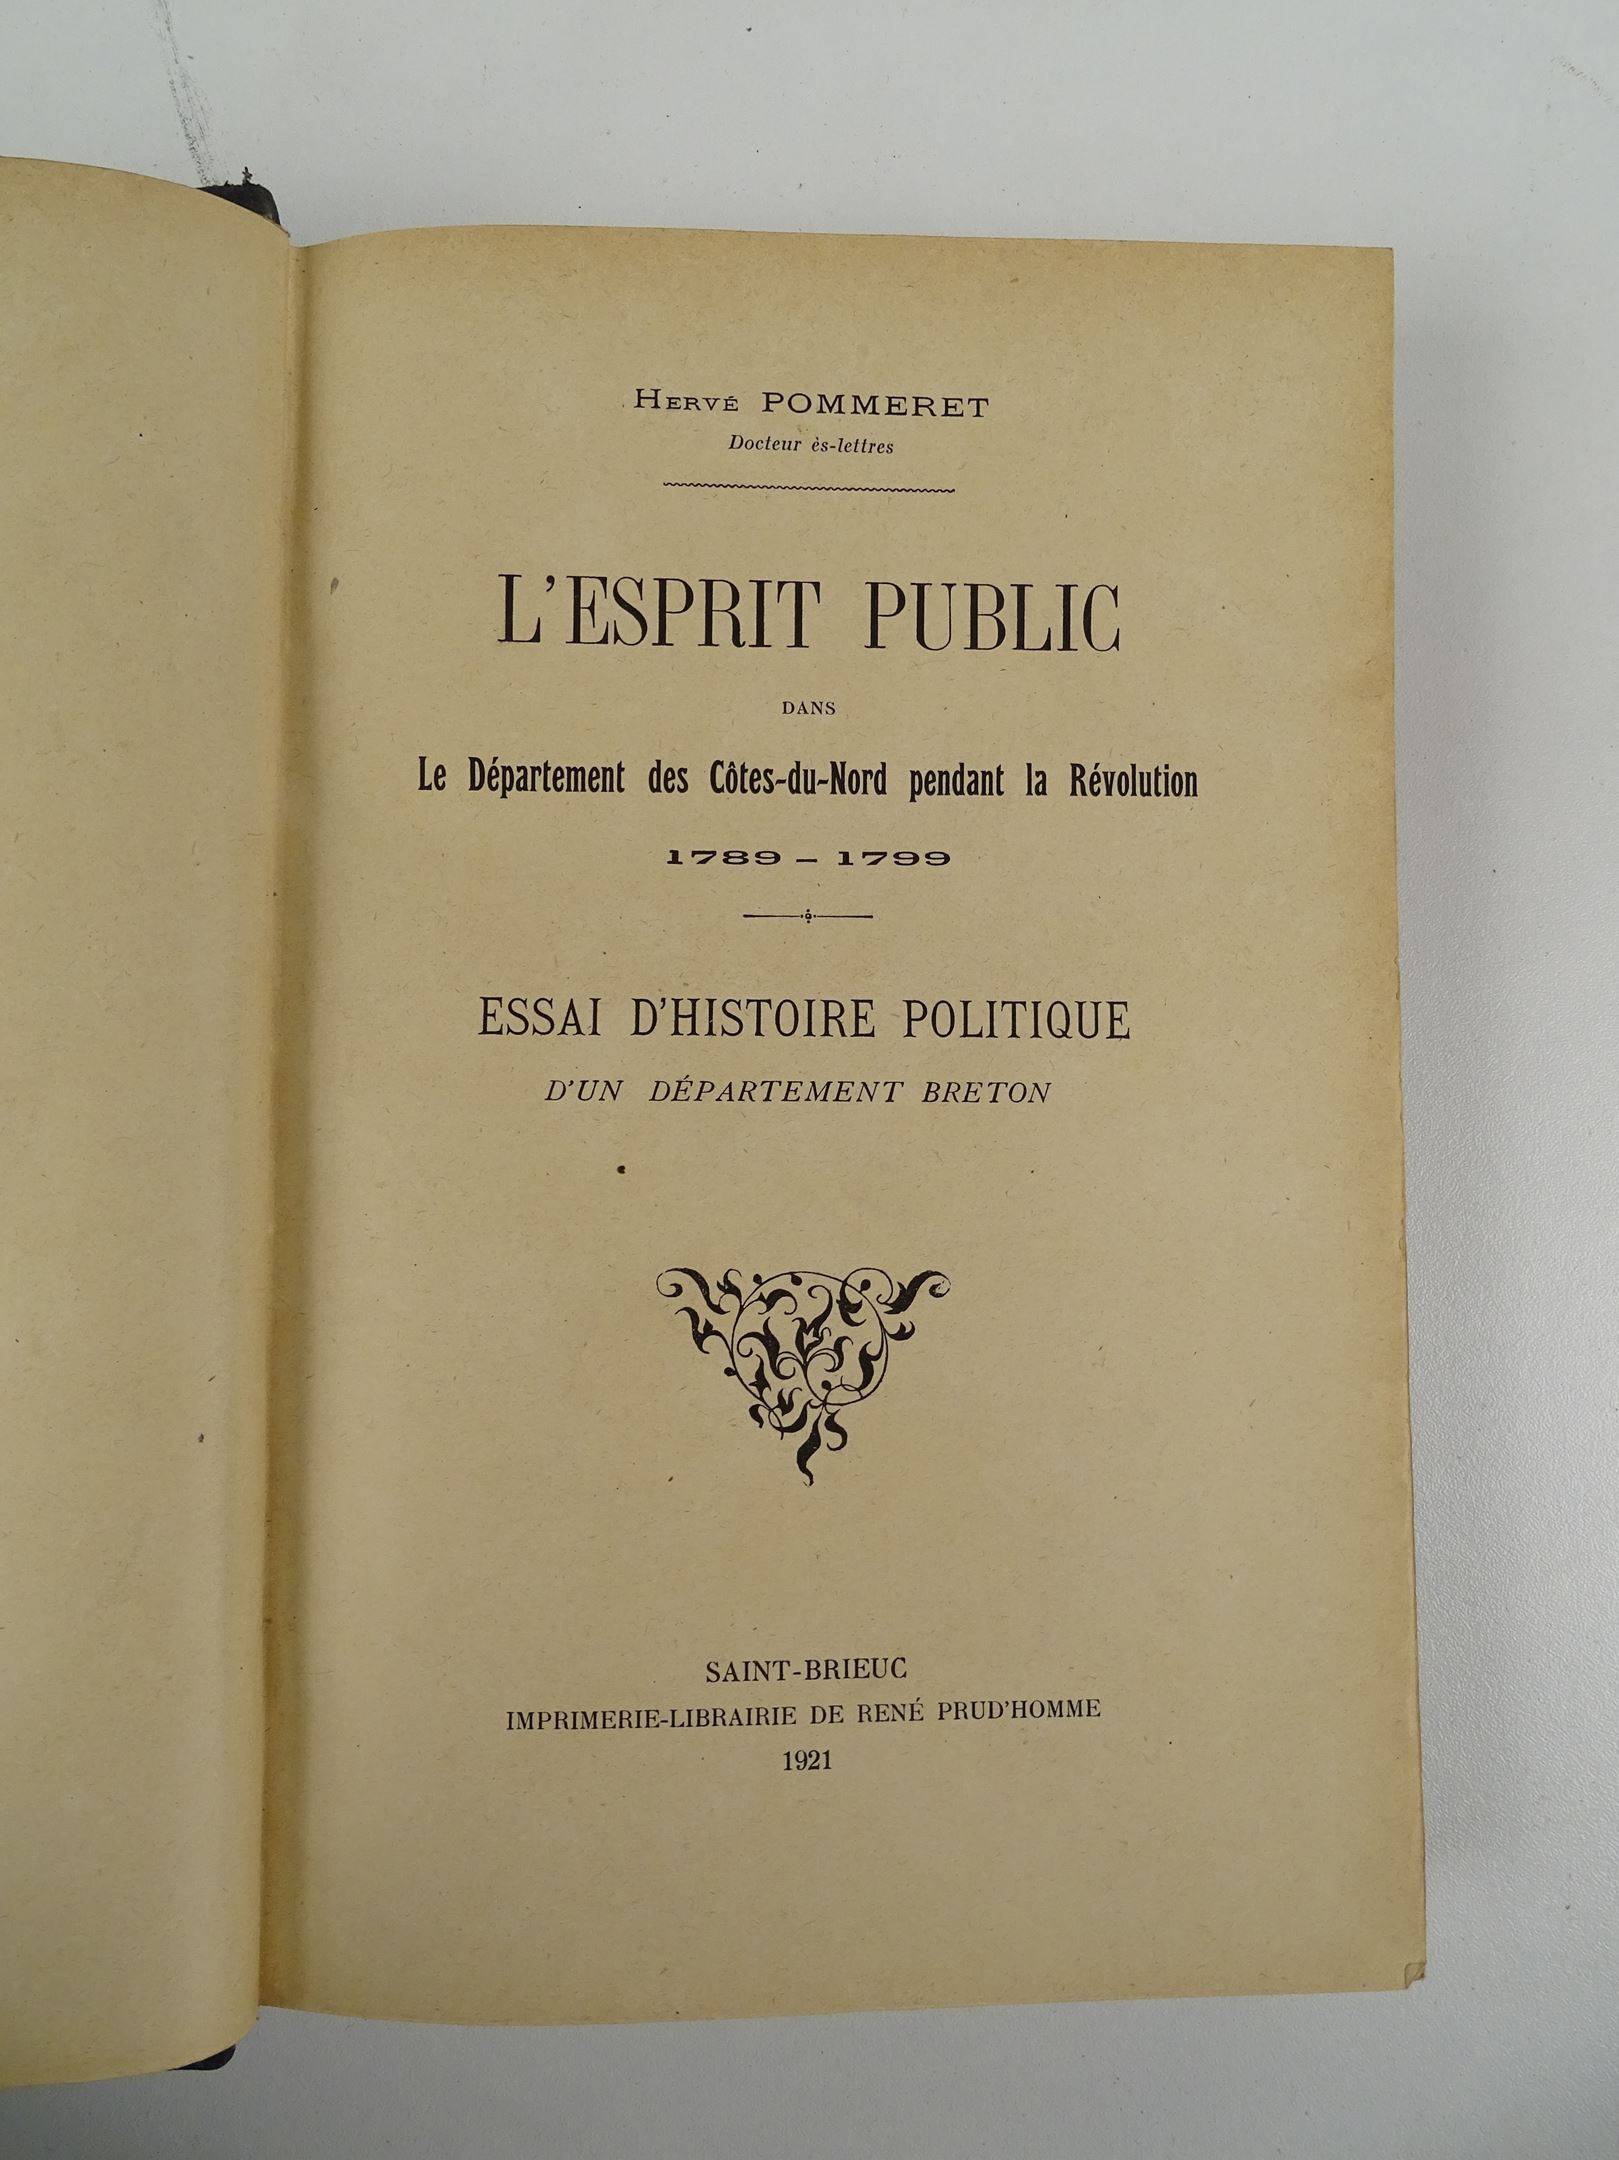 HERVÉ POMMERET
Docteur ès-lettres
L'ESPRIT PUBLIC
DANS
Le Département des Côtes-du-Nord pendant la Révolution
1789 – 1799
ESSAI D'HISTOIRE POLITIQUE
D'UN DÉPARTEMENT BRETON
SAINT-BRIEUC
IMPRIMERIE-LIBRAIRIE DE RENÉ PRUD'HOMME
1921